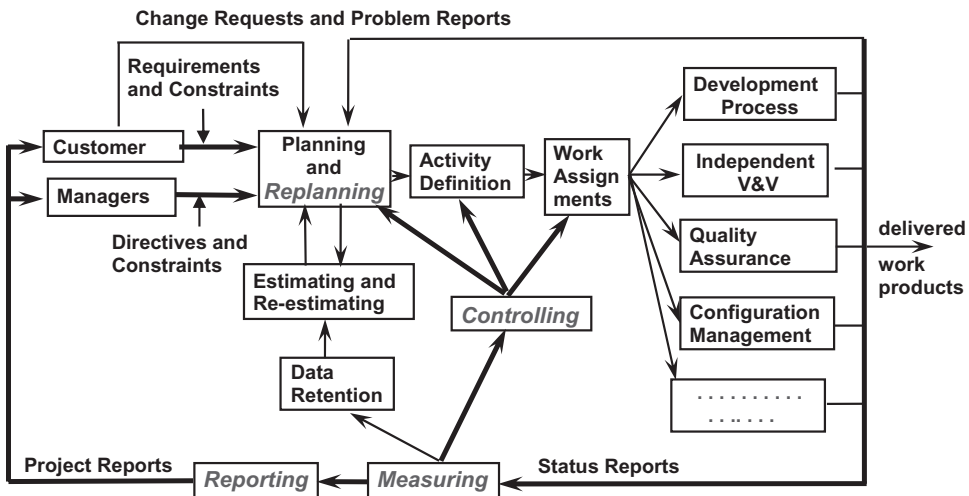 Change Requests and Problem Reports
Requirements
and Constraints
Customer
Managers
Directives and
Constraints
Planning
and
Replanning
Activity
Definition
Work
Assign
ments
Development
Process
Independent
V&V
Quality
Assurance
Configuration
Management
. . . . . . . . . .
. . .. . . .
delivered
work
products
Estimating and
Re-estimating
Controlling
Data
Retention
Project Reports
Reporting
Measuring
Status Reports